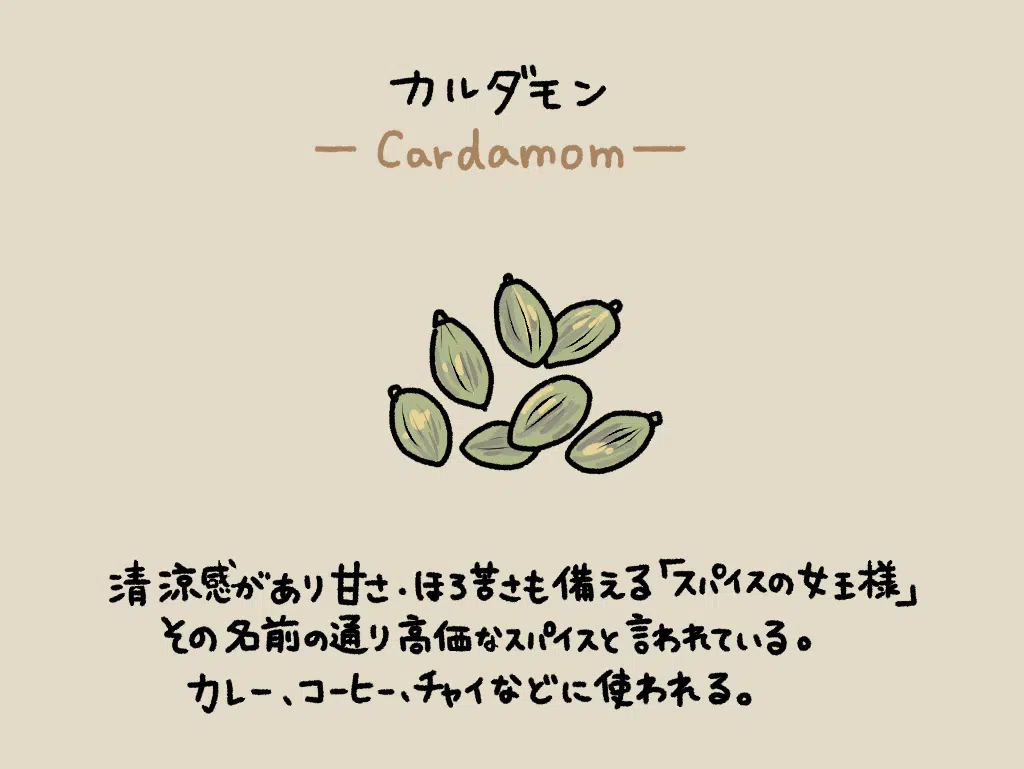 カルダモン
ー Cardamom ー
清涼感があり甘さ・ほろ苦さも備える「スパイスの女王様」
その名前の通り高価なスパイスと言われている。
カレー、コーヒー、チャイなどに使われる。